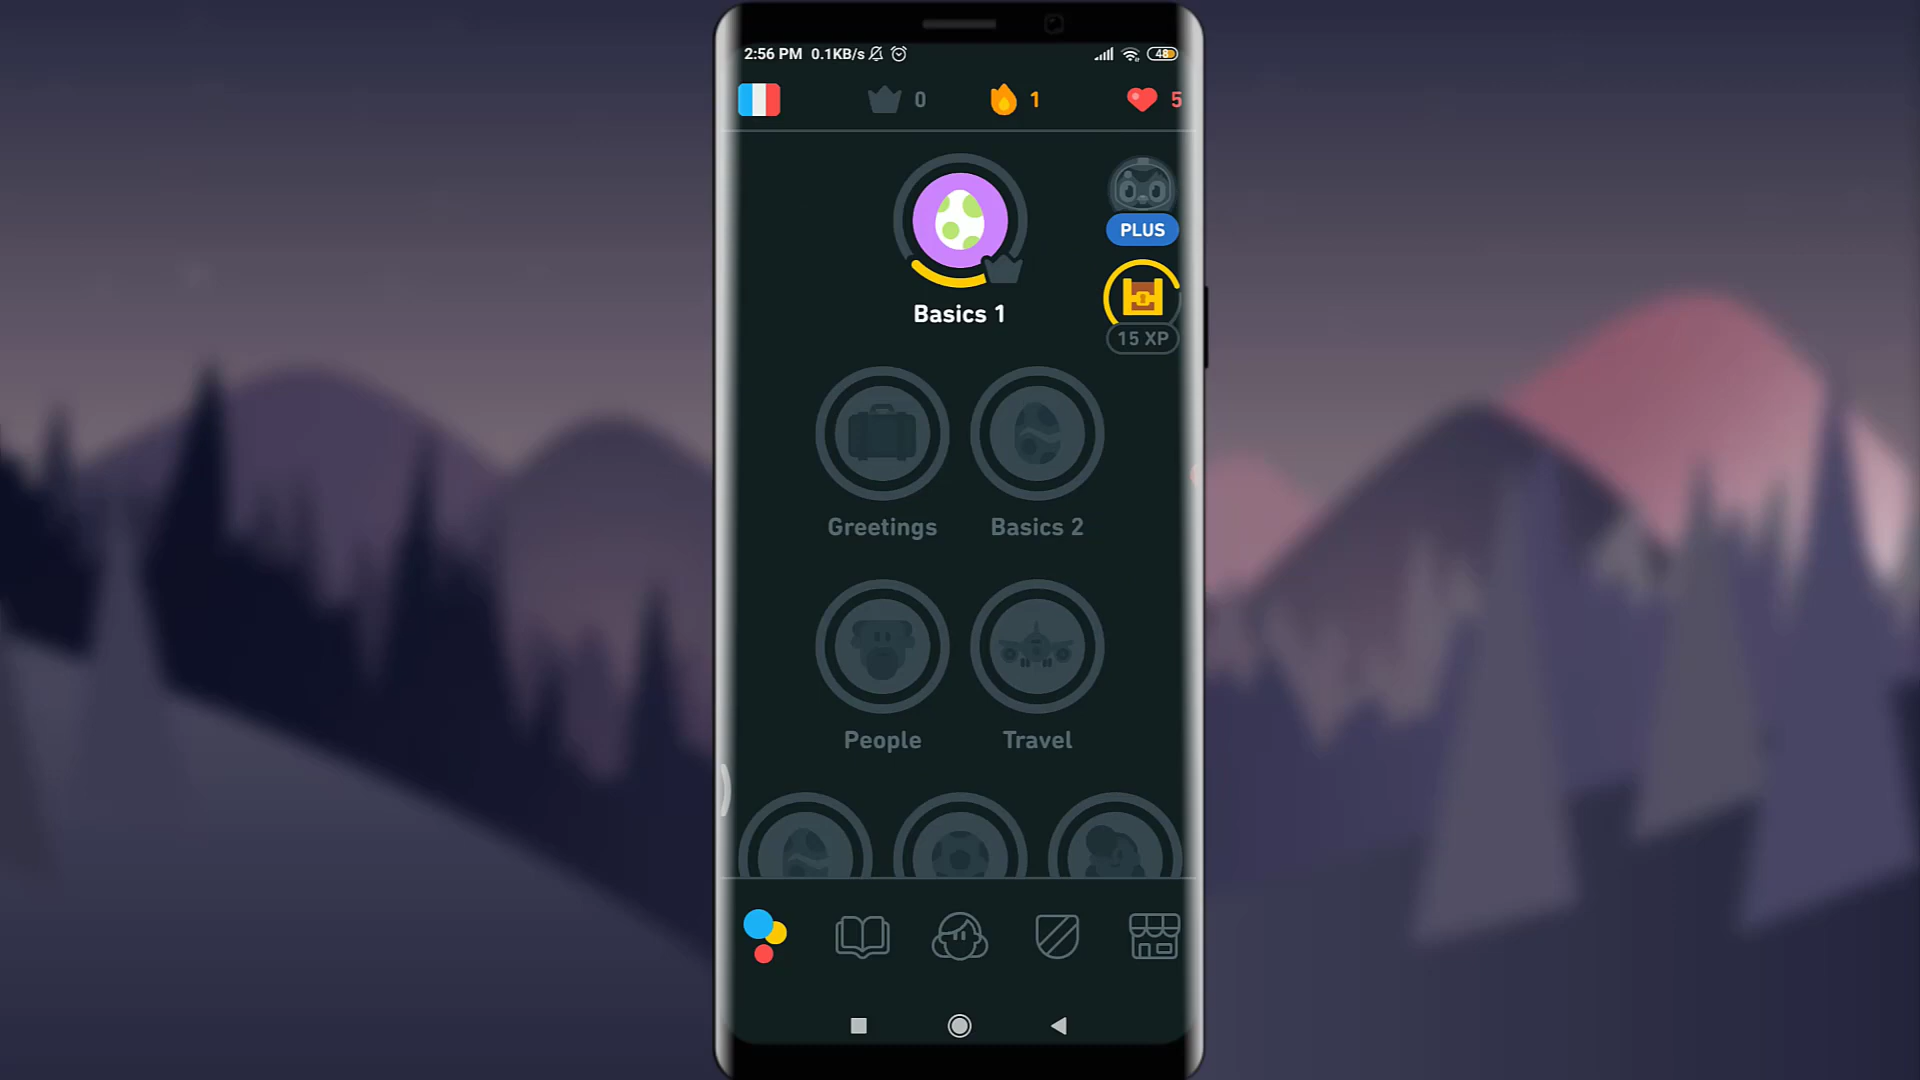 2:56 PM 0.1KB/s 48
0 1 5
PLUS
Basics 1
15 XP
Greetings Basics 2
People Travel